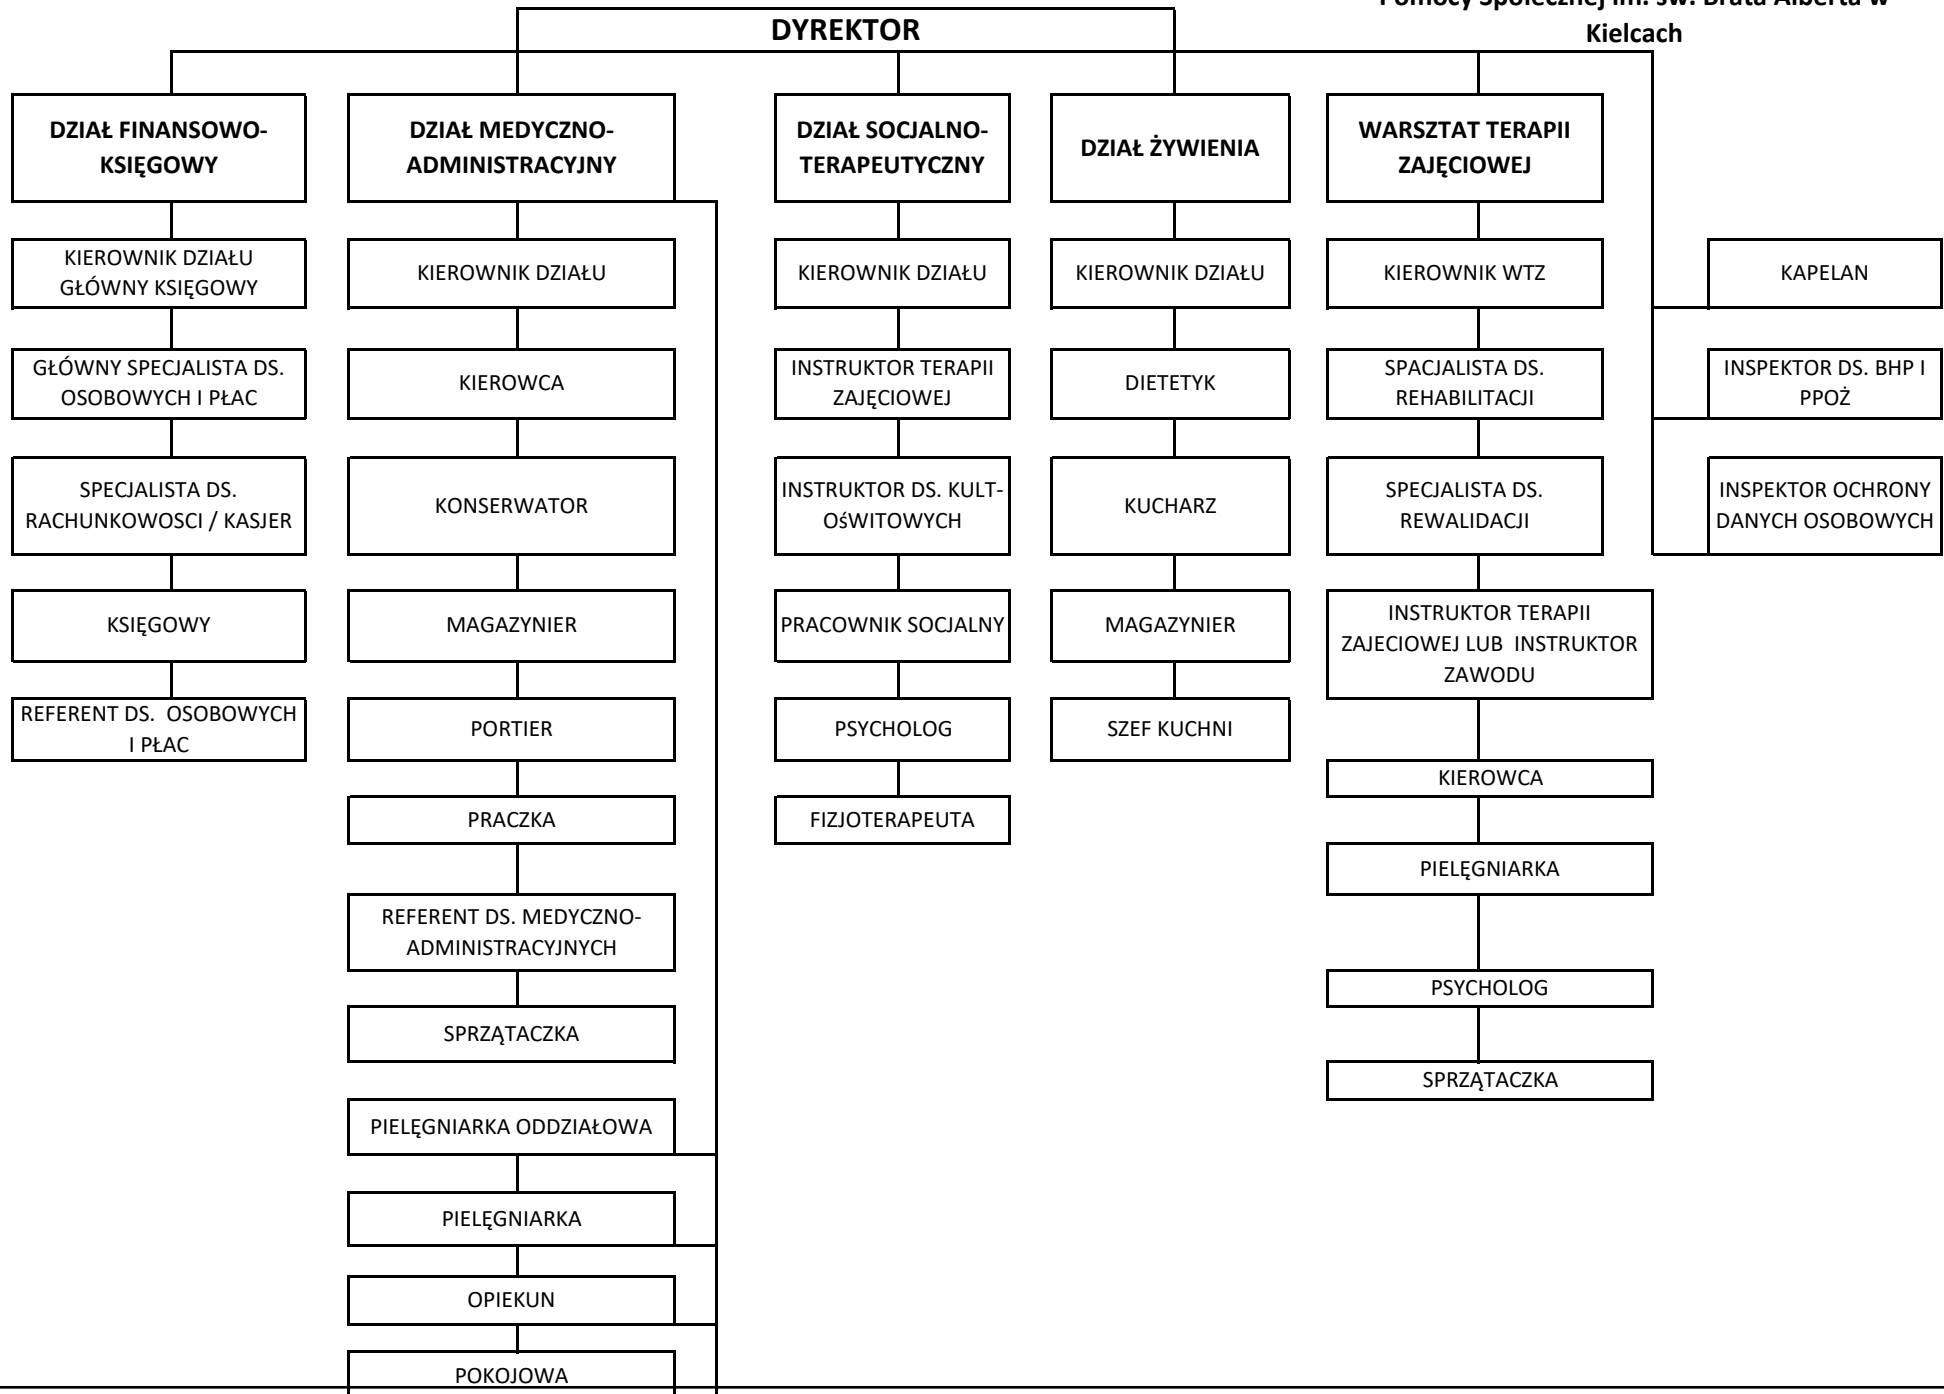 Pomocy Społecznej im. św. Brata Alberta w
Kielcach
DYREKTOR
DZIAŁ FINANSOWO-
KSIĘGOWY
KIEROWNIK DZIAŁU
GŁÓWNY KSIĘGOWY
GŁÓWNY SPECJALISTA DS.
OSOBOWYCH I PŁAC
SPECJALISTA DS.
RACHUNKOWOSCI / KASJER
KSIĘGOWY
REFERENT DS. OSOBOWYCH
I PŁAC
DZIAŁ MEDYCZNO-
ADMINISTRACYJNY
KIEROWNIK DZIAŁU
KIEROWCA
KONSERWATOR
MAGAZYNIER
PORTIER
PRACZKA
REFERENT DS. MEDYCZNO-
ADMINISTRACYJNYCH
SPRZĄTACZKA
PIELĘGNIARKA ODDZIAŁOWA
PIELĘGNIARKA
OPIEKUN
POKOJOWA
DZIAŁ SOCJALNO-
TERAPEUTYCZNY
KIEROWNIK DZIAŁU
INSTRUKTOR TERAPII
ZAJĘCIOWEJ
INSTRUKTOR DS. KULT-
OśWITOWYCH
PRACOWNIK SOCJALNY
PSYCHOLOG
FIZJOTERAPEUTA
DZIAŁ ŻYWIENIA
KIEROWNIK DZIAŁU
DIETETYK
KUCHARZ
MAGAZYNIER
SZEF KUCHNI
WARSZTAT TERAPII
ZAJĘCIOWEJ
KIEROWNIK WTZ
SPACJALISTA DS.
REHABILITACJI
SPECJALISTA DS.
REWALIDACJI
INSTRUKTOR TERAPII
ZAJECIOWEJ LUB INSTRUKTOR
ZAWODU
KIEROWCA
PIELĘGNIARKA
PSYCHOLOG
SPRZĄTACZKA
KAPELAN
INSPEKTOR DS. BHP I
PPOŻ
INSPEKTOR OCHRONY
DANYCH OSOBOWYCH